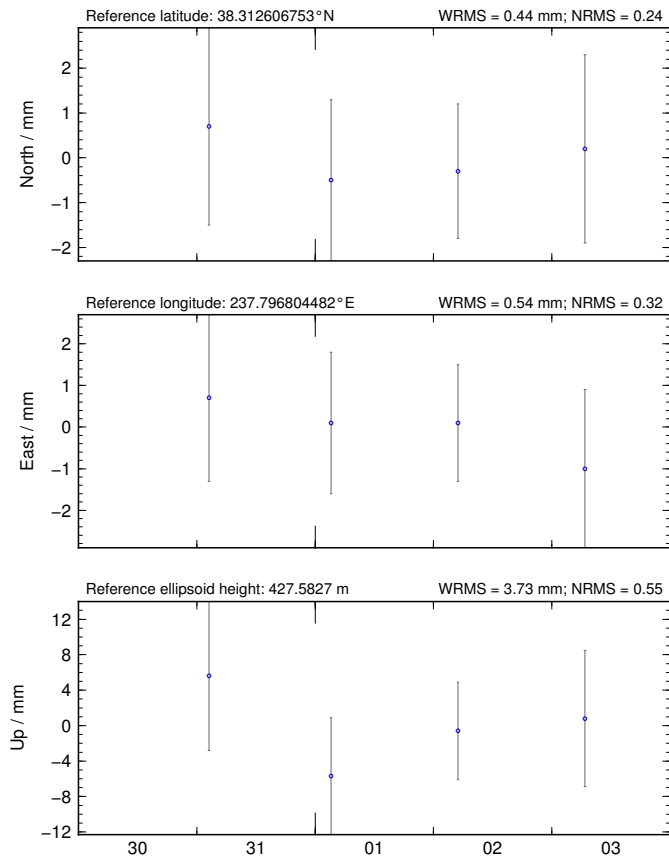 Reference latitude: 38.312606753°N WRMS = 0.44 mm; NRMS = 0.24
2
1
0
−1
−2
North / mm
Reference longitude: 237.796804482°E WRMS = 0.54 mm; NRMS = 0.32
2
1
0
−1
−2
East / mm
Reference ellipsoid height: 427.5827 m WRMS = 3.73 mm; NRMS = 0.55
12
8
4
0
−4
−8
−12
Up / mm
30 31 01 02 03